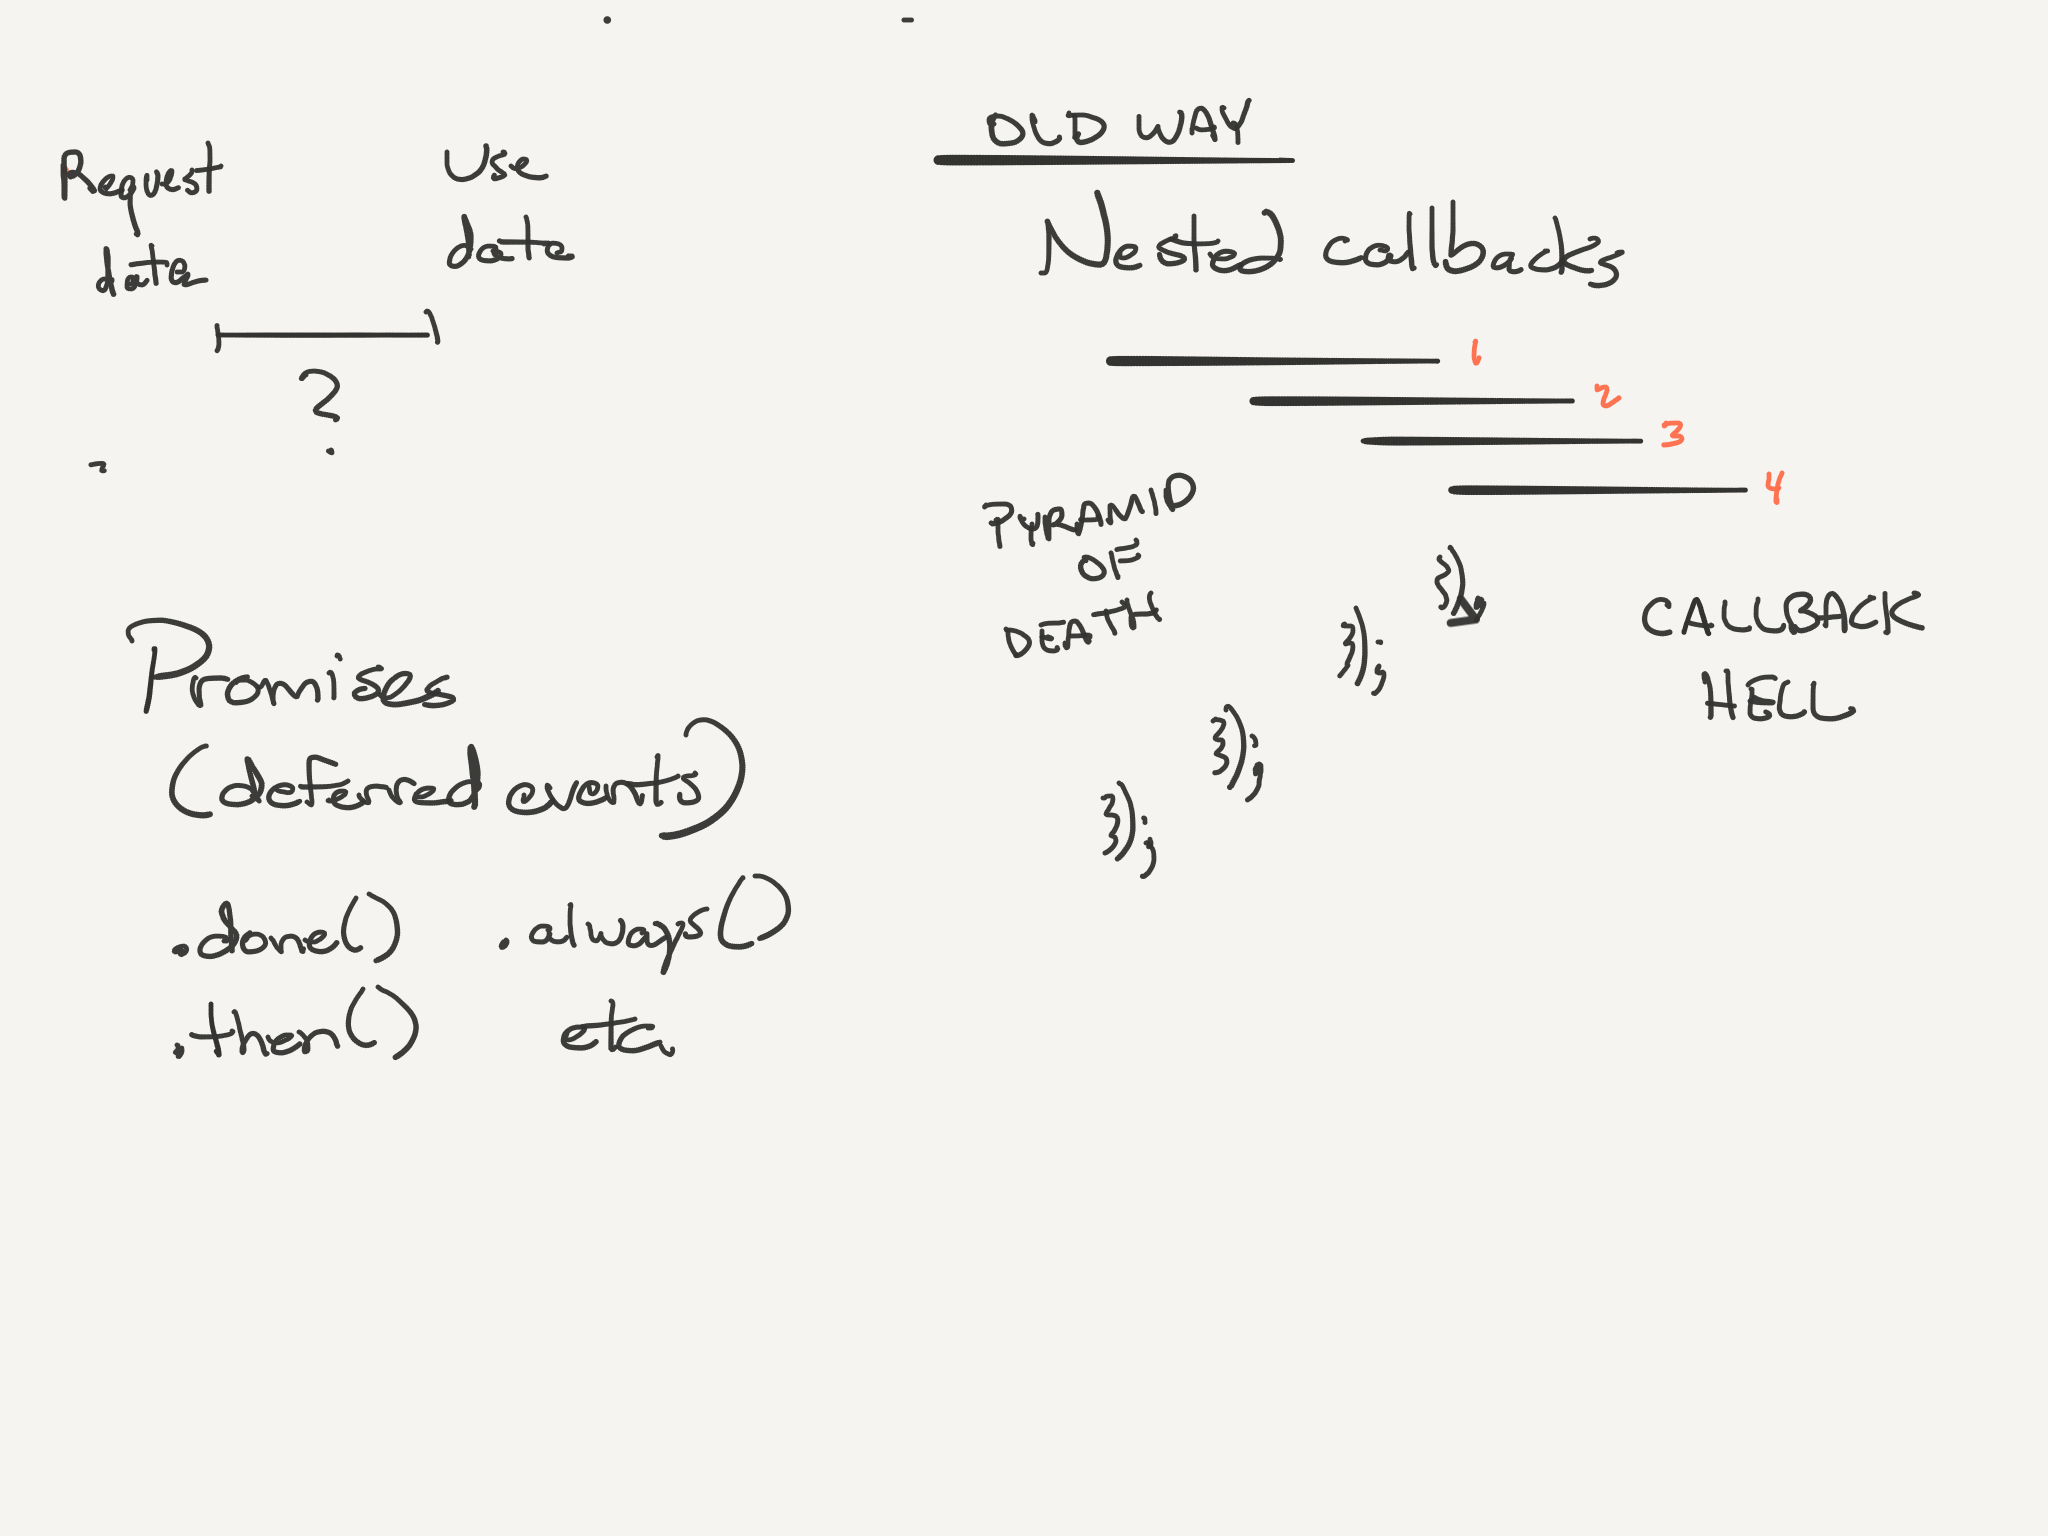 Request
data
Use
data
?
Promises
(deferred events)
.done() .always()
.then() etc
OLD WAY
Nested callbacks
1
2
3
4
PYRAMID
OF
DEATH
});
});
});
CALLBACK
HELL